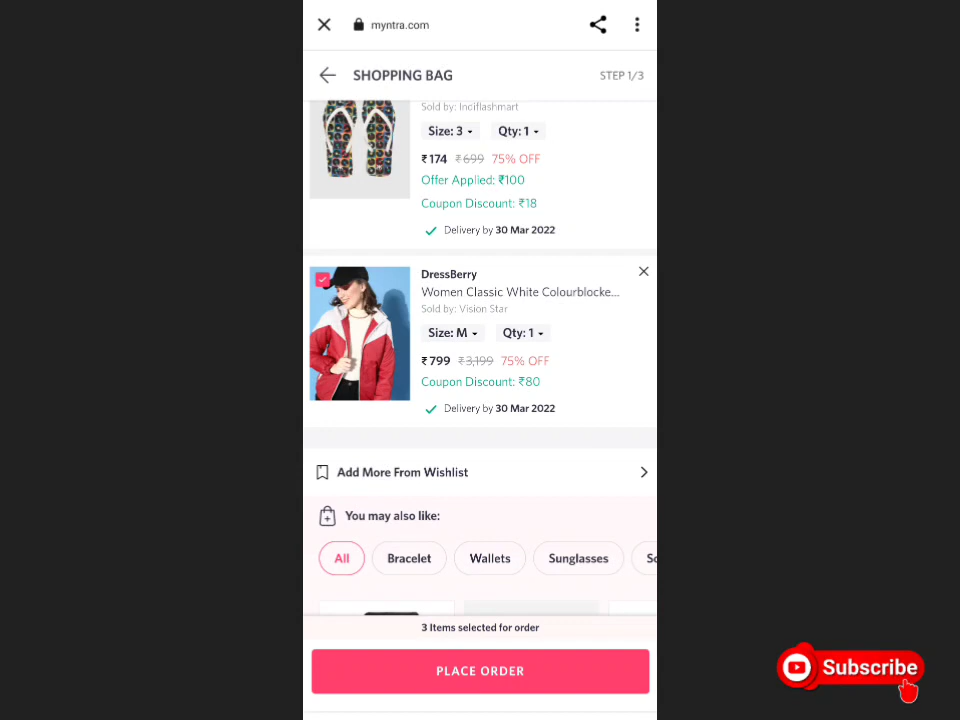 myntra.com
SHOPPING BAG
STEP 1/3
Sold by: Inciflashmart
Size: 3
Qty: 1
₹174 ₹699 75% OFF
Offer Applied: ₹100
Coupon Discount: ₹18
Delivery by 30 Mar 2022
DressBerry
Women Classic White Colourblocke...
Sold by: Vision Star
Size: M
Qty: 1
₹799 ₹3,199 75% OFF
Coupon Discount: ₹80
Delivery by 30 Mar 2022
Add More From Wishlist
You may also like:
All
Bracelet
Wallets
Sunglasses
So
3 Items selected for order
PLACE ORDER
Subscribe